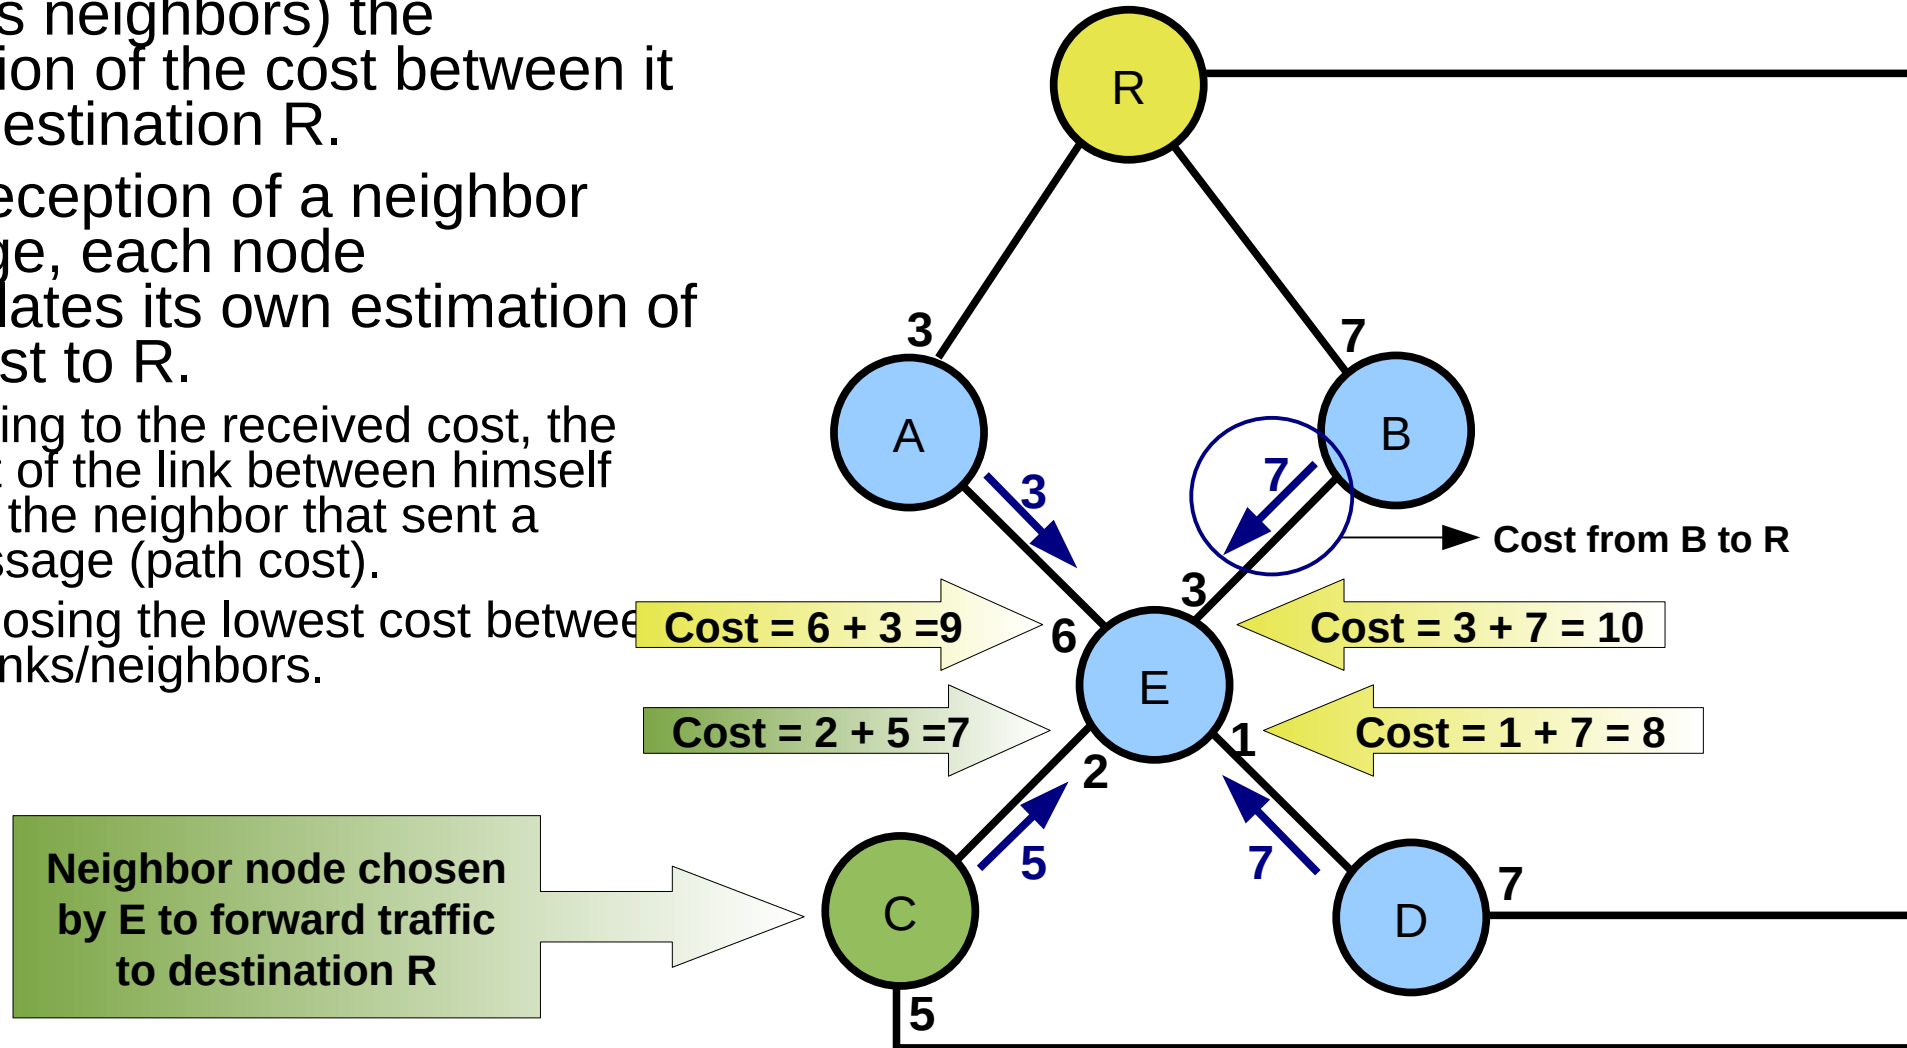 s neighbors) the
ion of the cost between it
estination R.
eception of a neighbor
ge, each node
lates its own estimation of
st to R.
ing to the received cost, the
t of the link between himself
the neighbor that sent a
ssage (path cost).
osing the lowest cost betwee
nks/neighbors.
R
3
7
A
B
3
7
Cost from B to R
3
Cost = 6 + 3 =9
6
Cost = 3 + 7 = 10
E
Cost = 2 + 5 =7
1
Cost = 1 + 7 = 8
2
5
7
Neighbor node chosen
by E to forward traffic
to destination R
C
D
7
5